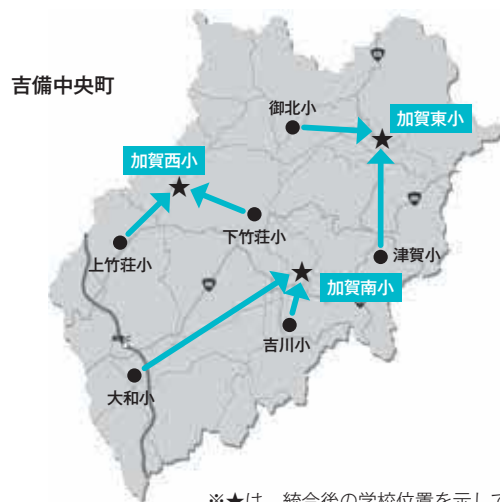 吉備中央町
御北小
加賀東小
加賀西小
下竹荘小
上竹荘小
津賀小
加賀南小
吉川小
大和小
※★は、統合後の学校位置を示して